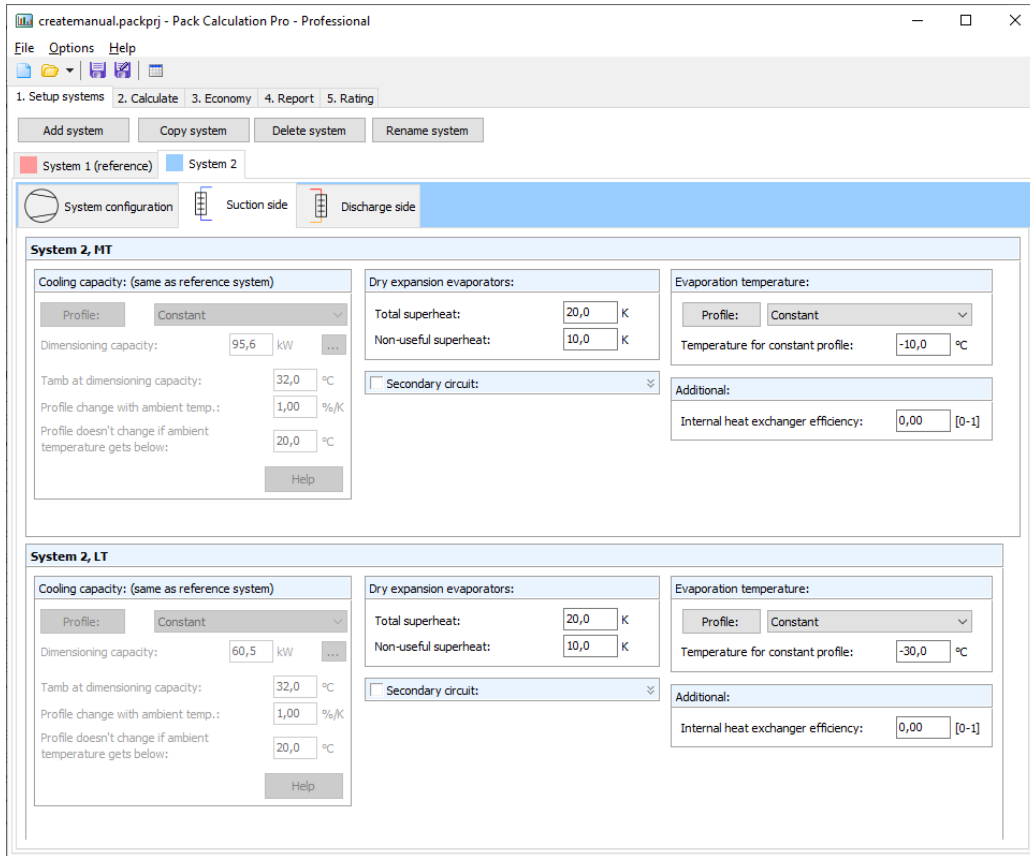 createmanual.packprj - Pack Calculation Pro - Professional
File Options Help
1. Setup systems 2. Calculate 3. Economy 4. Report 5. Rating
Add system Copy system Delete system Rename system
System 1 (reference) System 2
System configuration Suction side Discharge side
System 2, MT
Cooling capacity: (same as reference system)
Profile: Constant
Dimensioning capacity: 95,6 kW ...
Tamb at dimensioning capacity: 32,0 ºC
Profile change with ambient temp.: 1,00 %/K
Profile doesn't change if ambient
temperature gets below: 20,0 ºC
Help
Dry expansion evaporators:
Total superheat: 20,0 K
Non-useful superheat: 10,0 K
Secondary circuit:
Evaporation temperature:
Profile: Constant
Temperature for constant profile: -10,0 ºC
Additional:
Internal heat exchanger efficiency: 0,00 [0-1]
System 2, LT
Cooling capacity: (same as reference system)
Profile: Constant
Dimensioning capacity: 60,5 kW ...
Tamb at dimensioning capacity: 32,0 ºC
Profile change with ambient temp.: 1,00 %/K
Profile doesn't change if ambient
temperature gets below: 20,0 ºC
Help
Dry expansion evaporators:
Total superheat: 20,0 K
Non-useful superheat: 10,0 K
Secondary circuit:
Evaporation temperature:
Profile: Constant
Temperature for constant profile: -30,0 ºC
Additional:
Internal heat exchanger efficiency: 0,00 [0-1]